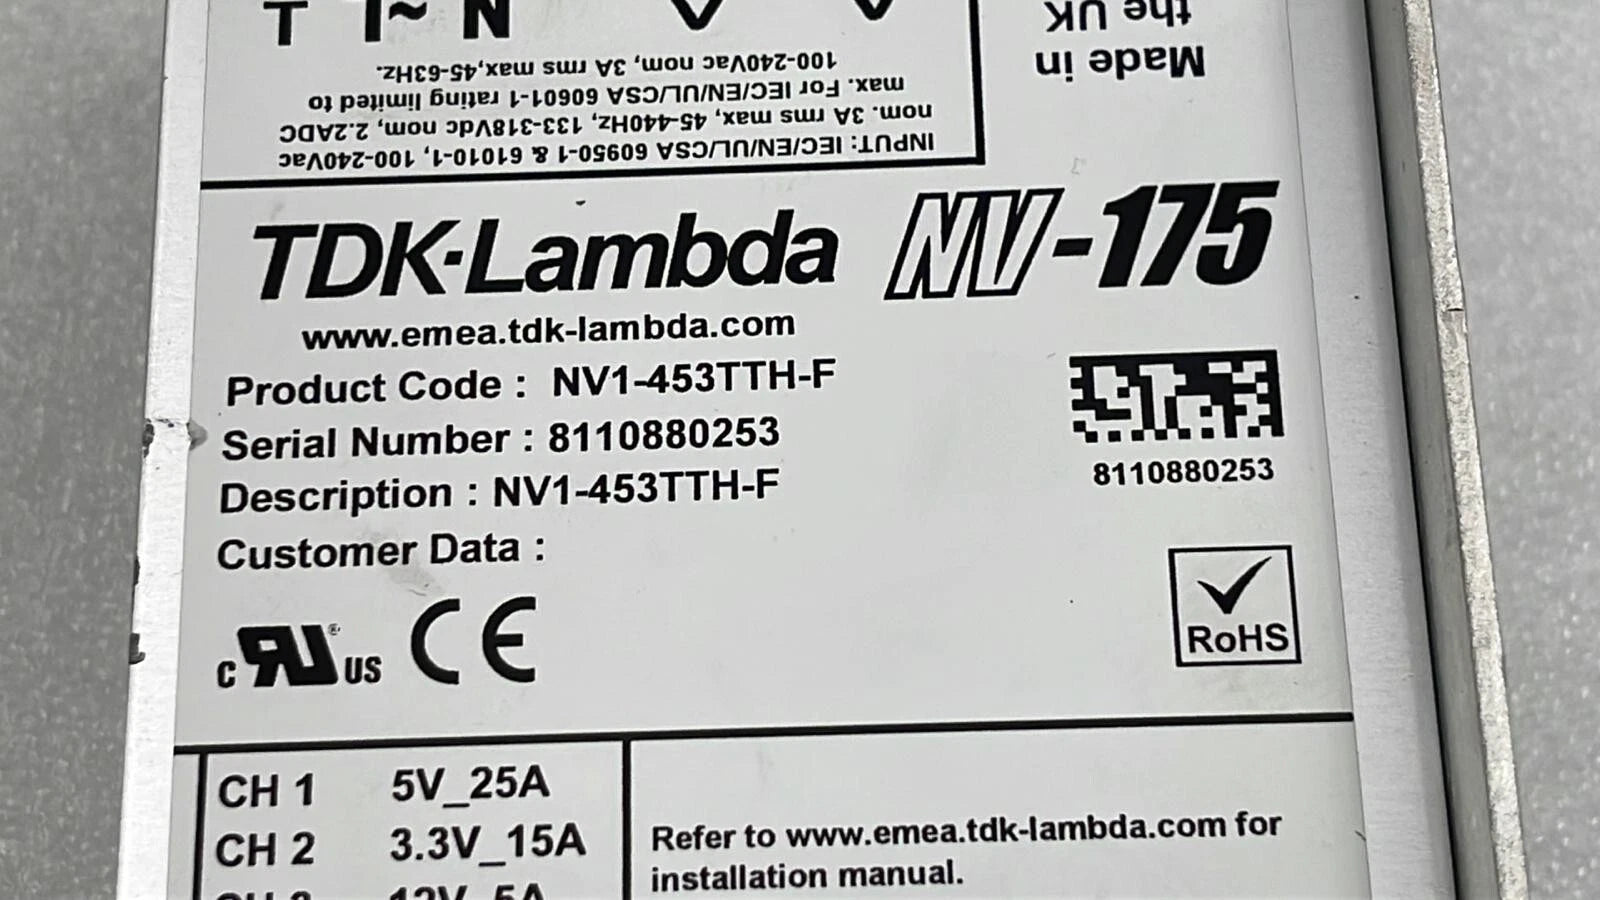 T ⎓|~ N
INPUT: IEC/EN/UL/CSA 60950-1 & 61010-1, 100-240Vac
nom. 3A rms max, 45-440Hz, 133-318Vdc nom, 2.2ADC
max. For IEC/EN/UL/CSA 60601-1 rating limited to
100-240Vac nom, 3A rms max,45-63Hz.
Made in
the UK
TDK-Lambda NV-175
www.emea.tdk-lambda.com
Product Code : NV1-453TTH-F
Serial Number : 8110880253
Description : NV1-453TTH-F
8110880253
Customer Data :
c RU® US CE
RoHS
CH 1 5V_25A
CH 2 3.3V_15A
CH 3 12V_5A
Refer to www.emea.tdk-lambda.com for
installation manual.